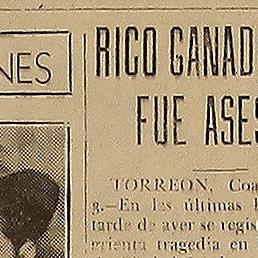 NES
RICO GANAD
FUE ASES
TORREON, Coa
3.—En las últimas
tarde de ayer se regis
grienta tragedia en